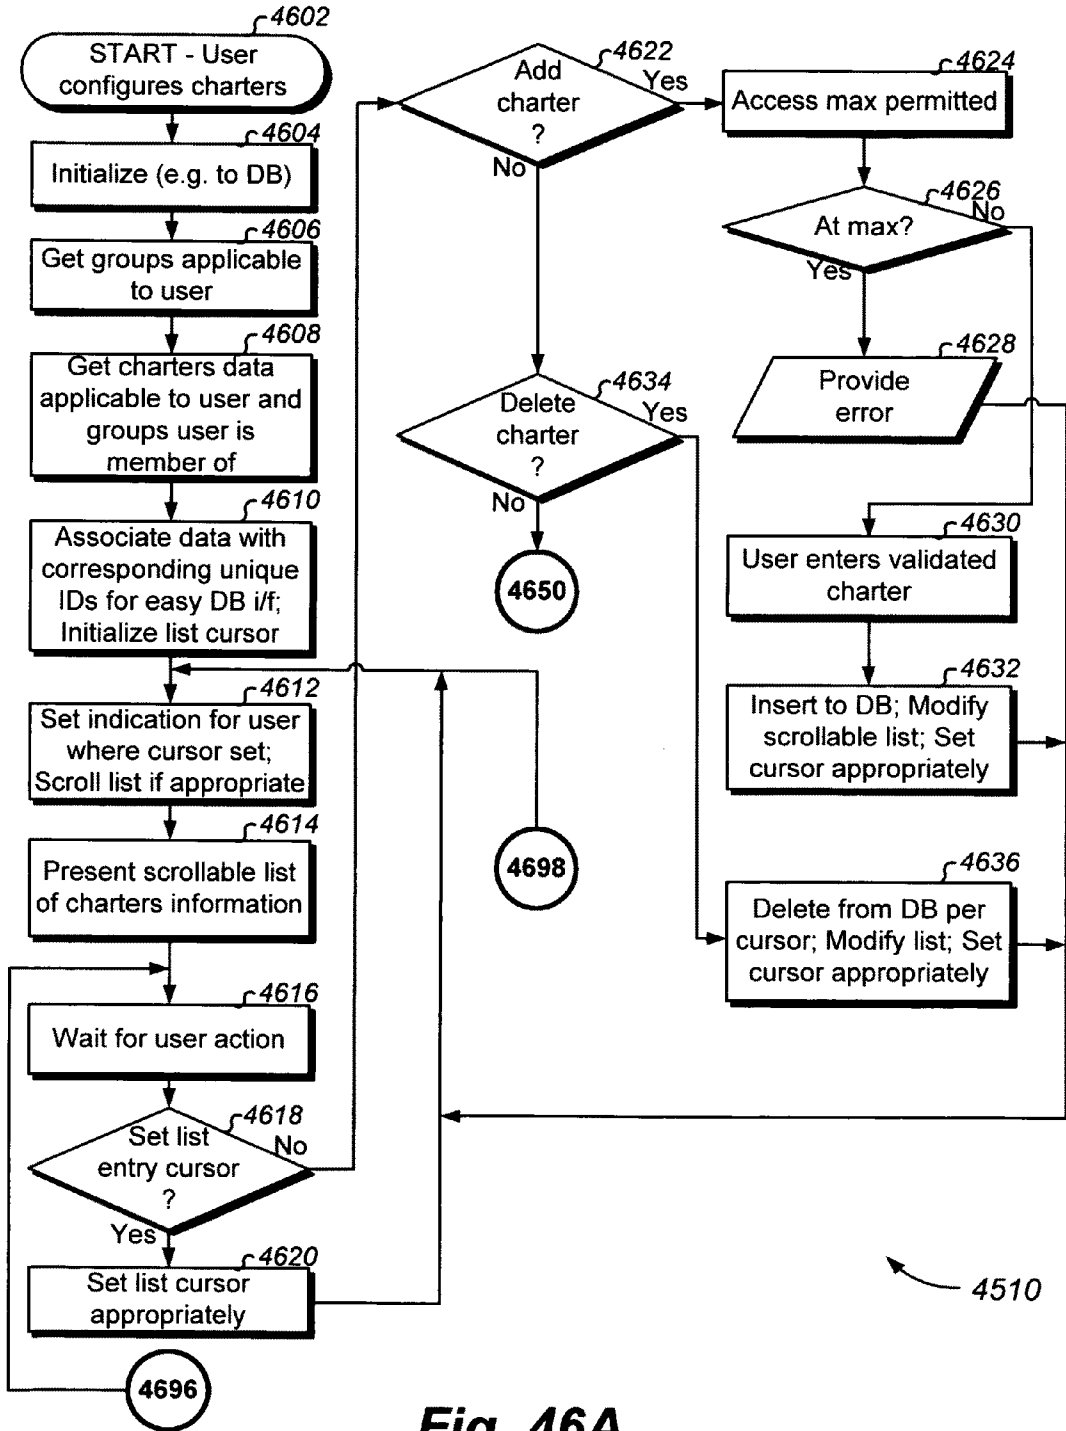 4602
START - User
configures charters
4604
Initialize (e.g. to DB)
4606
Get groups applicable
to user
4608
Get charters data
applicable to user and
groups user is
member of
4610
Associate data with
corresponding unique
IDs for easy DB i/f;
Initialize list cursor
4612
Set indication for user
where cursor set;
Scroll list if appropriate
4614
Present scrollable list
of charters information
4616
Wait for user action
4618
Set list
entry cursor
?
No
Yes
4620
Set list cursor
appropriately
4696
4622
Add
charter
?
Yes
No
4634
Delete
charter
?
Yes
No
4650
4698
4624
Access max permitted
4626
At max?
No
Yes
4628
Provide
error
4630
User enters validated
charter
4632
Insert to DB; Modify
scrollable list; Set
cursor appropriately
4636
Delete from DB per
cursor; Modify list; Set
cursor appropriately
4510
Fig. 46A